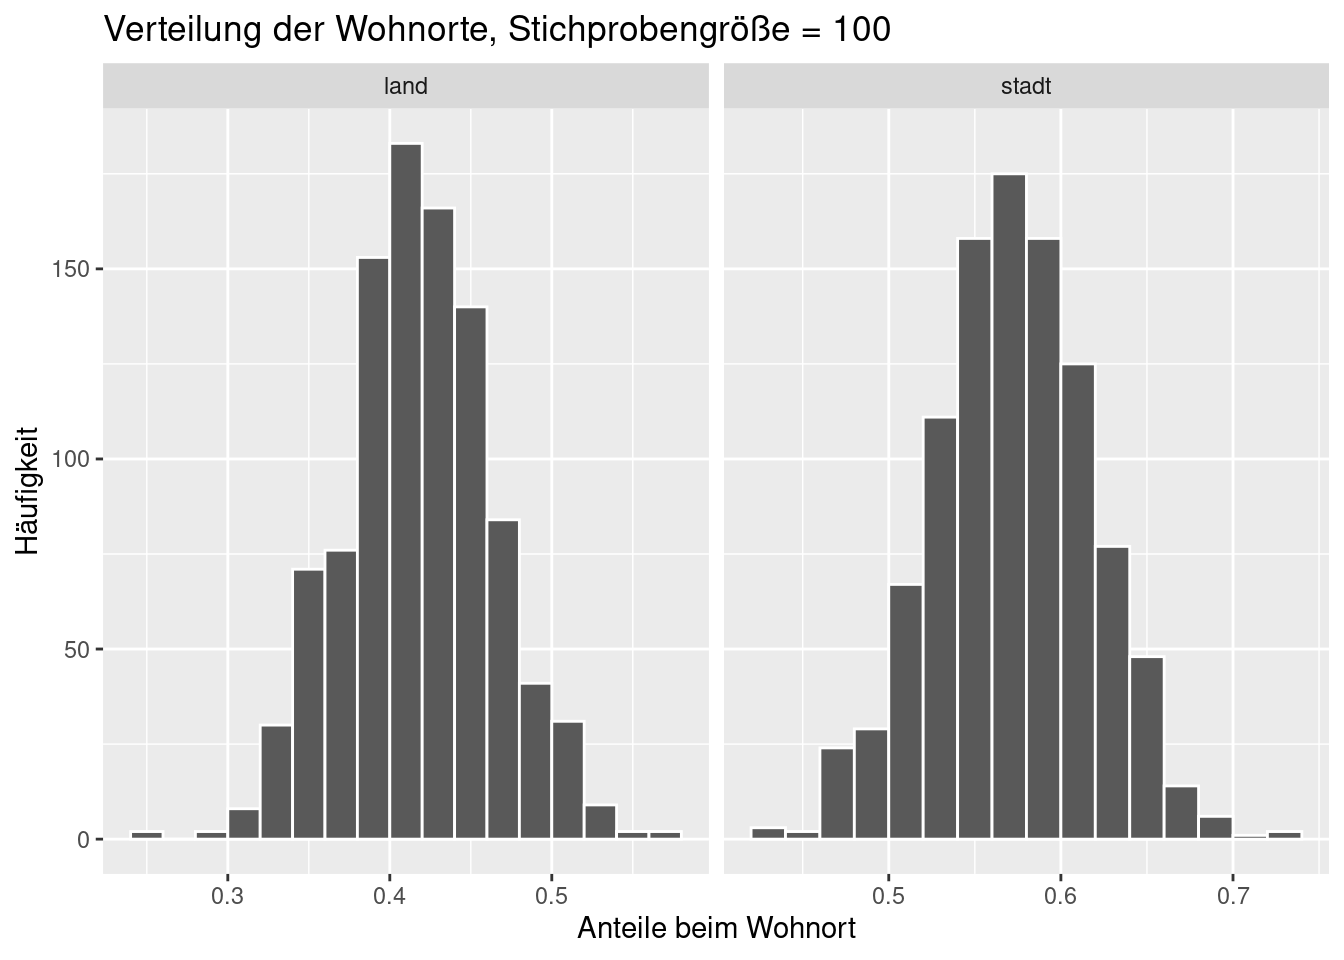 Verteilung der Wohnorte, Stichprobengröße = 100
land
stadt
Häufigkeit
150
100
50
0
0.3
0.4
0.5
0.5
0.6
0.7
Anteile beim Wohnort